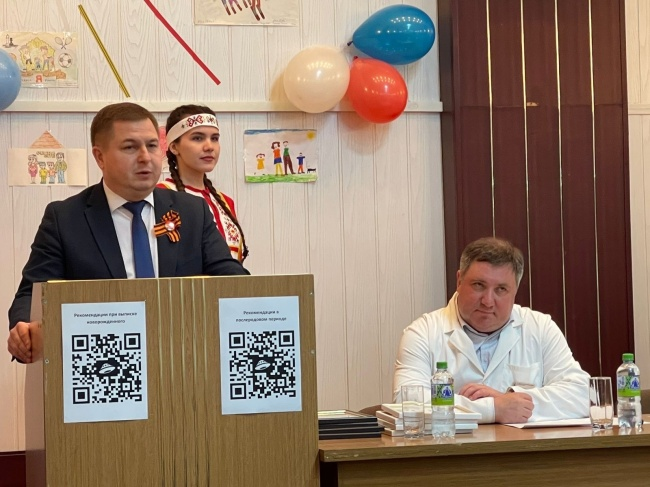 Рекомендации при выписке
новорожденного
Рекомендации в
послеродовом периоде